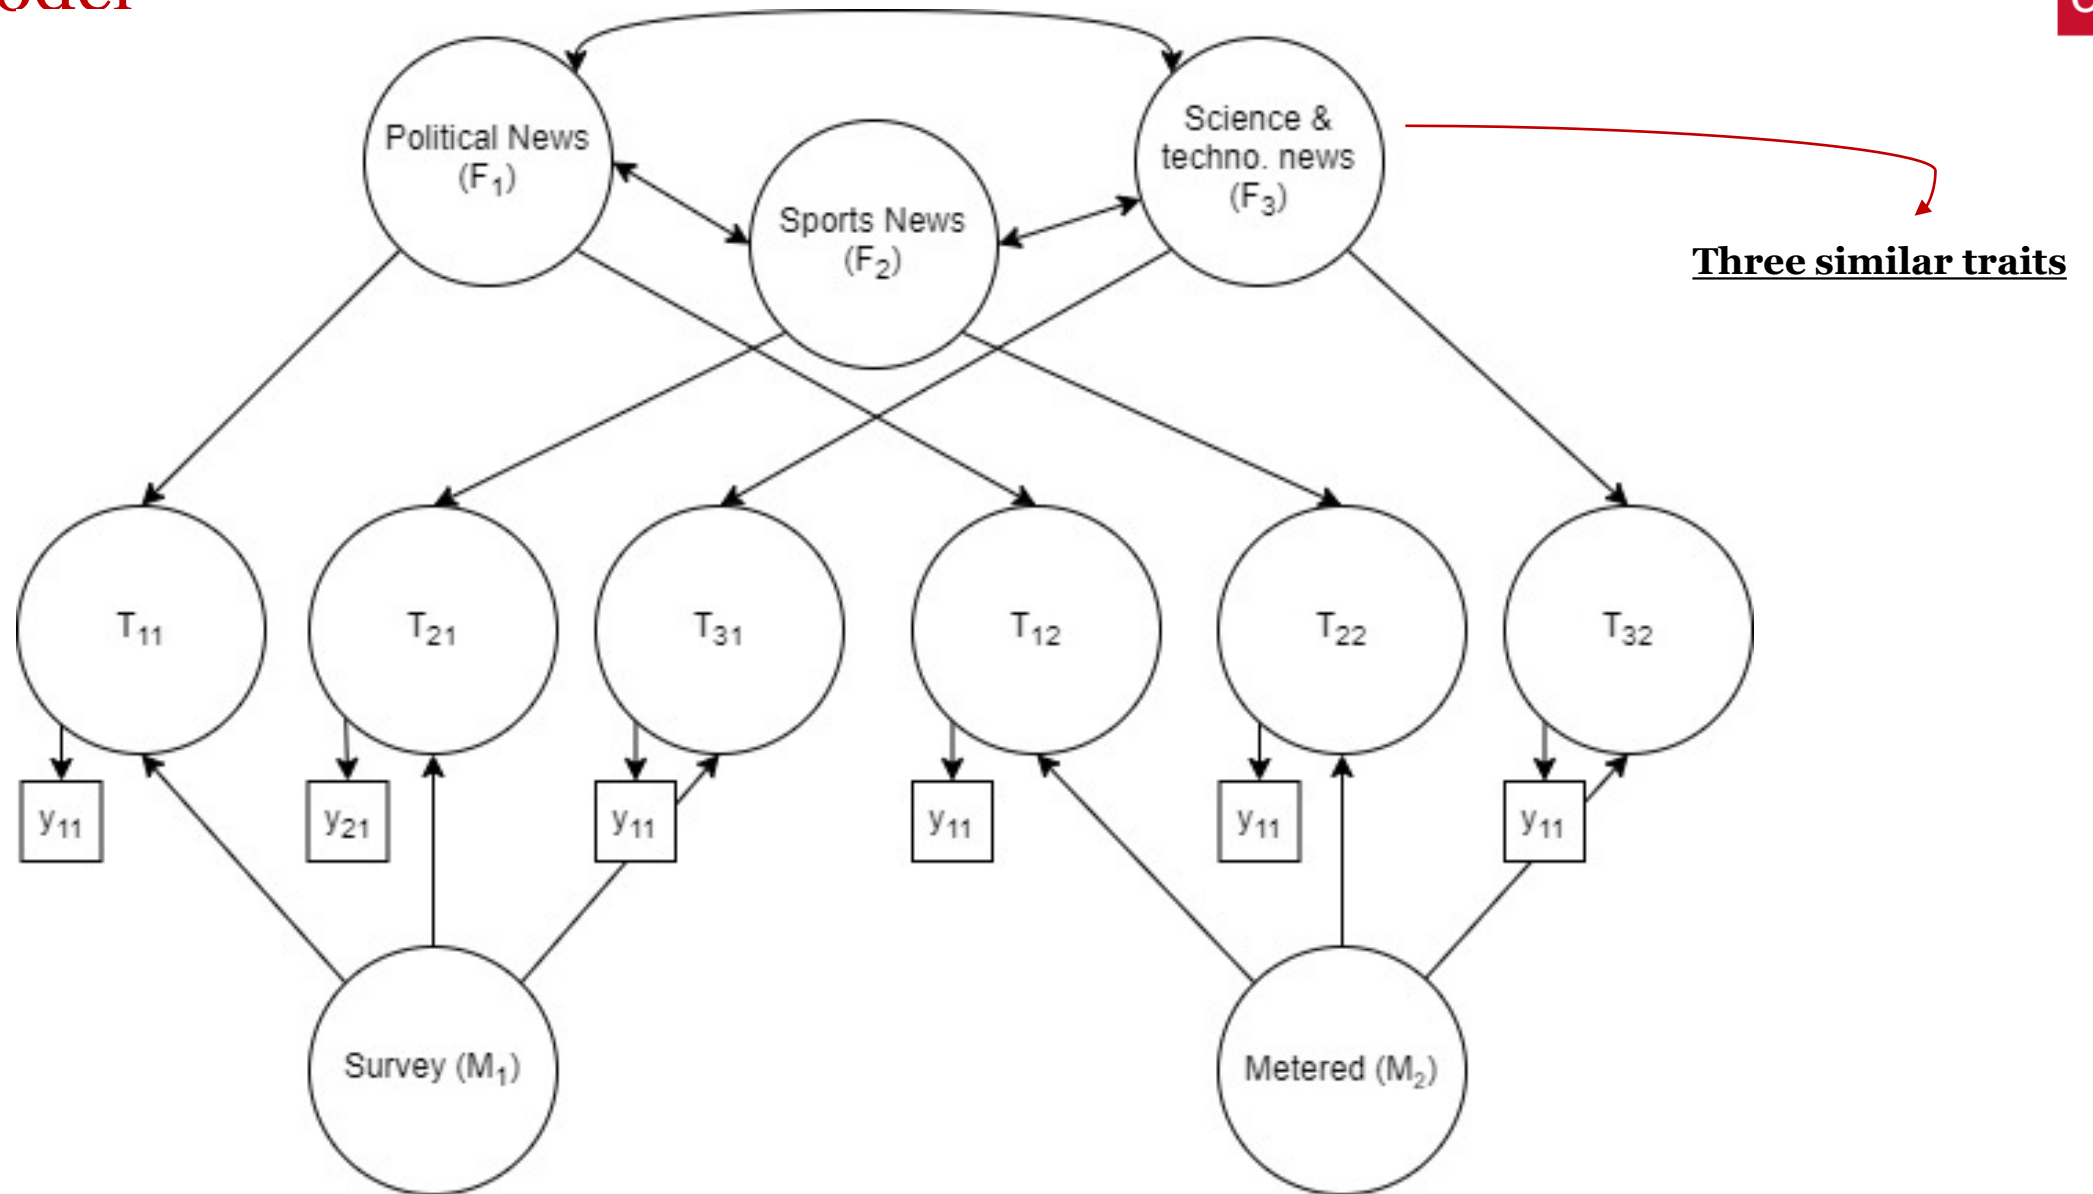 Political News
(F₁)
Sports News
(F₂)
Science &
techno. news
(F₃)
Three similar traits
T₁₁
T₂₁
T₃₁
T₁₂
T₂₂
T₃₂
y₁₁
y₂₁
y₁₁
y₁₁
y₁₁
y₁₁
Survey (M₁)
Metered (M₂)